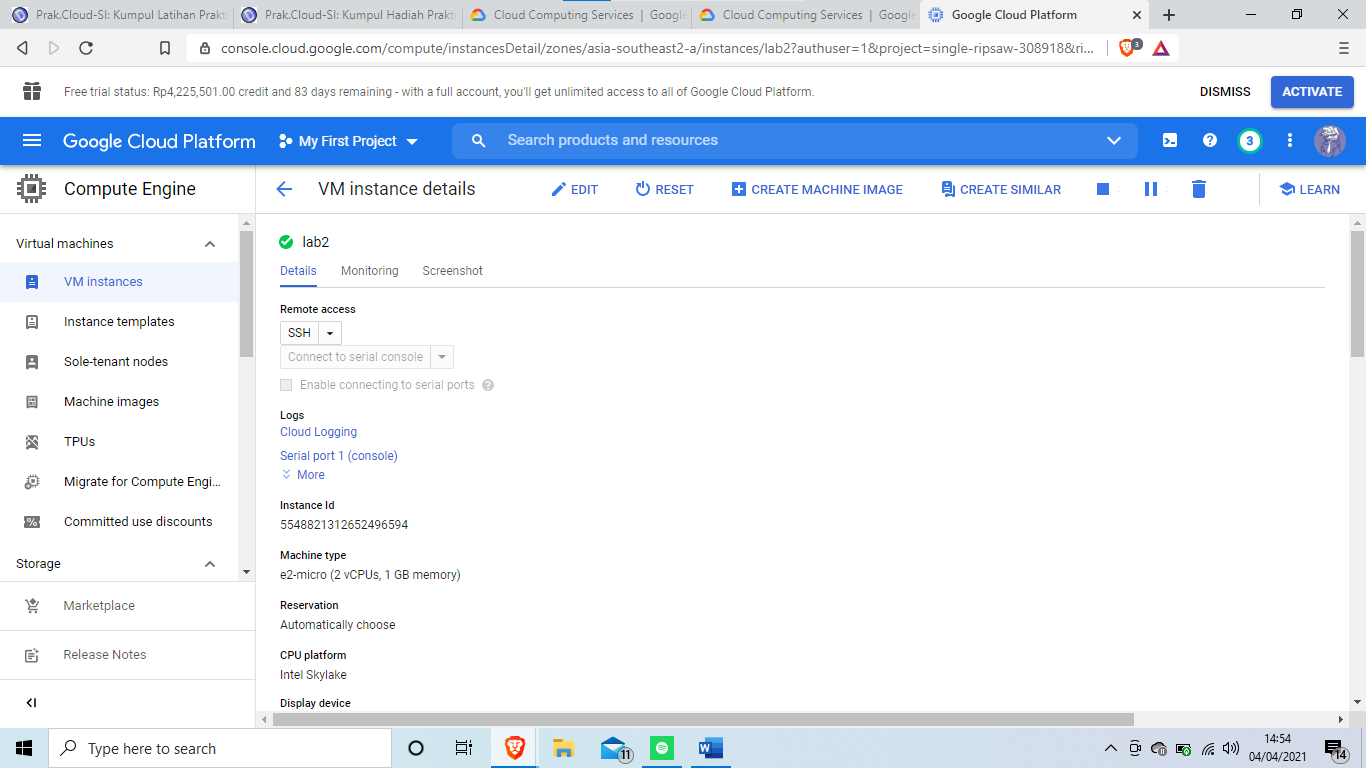 Prak.Cloud-SI: Kumpul Latihan Prakt
Prak.Cloud-SI: Kumpul Hadiah Prakt
Cloud Computing Services | Google
Cloud Computing Services | Google
Google Cloud Platform
console.cloud.google.com/compute/instancesDetail/zones/asia-southeast2-a/instances/lab2?authuser=1&project=single-ripsaw-308918&ri...
3
Free trial status: Rp4,225,501.00 credit and 83 days remaining - with a full account, you'll get unlimited access to all of Google Cloud Platform.
DISMISS
ACTIVATE
Google Cloud Platform
My First Project
Search products and resources
3
Compute Engine
VM instance details
EDIT
RESET
CREATE MACHINE IMAGE
CREATE SIMILAR
LEARN
Virtual machines
VM instances
Instance templates
Sole-tenant nodes
Machine images
TPUs
Migrate for Compute Engi...
Committed use discounts
Storage
Marketplace
Release Notes
lab2
Details Monitoring Screenshot
Remote access
SSH
Connect to serial console
Enable connecting to serial ports
Logs
Cloud Logging
Serial port 1 (console)
More
Instance Id
5548821312652496594
Machine type
e2-micro (2 vCPUs, 1 GB memory)
Reservation
Automatically choose
CPU platform
Intel Skylake
Display device
Type here to search
11
14:54
04/04/2021
14